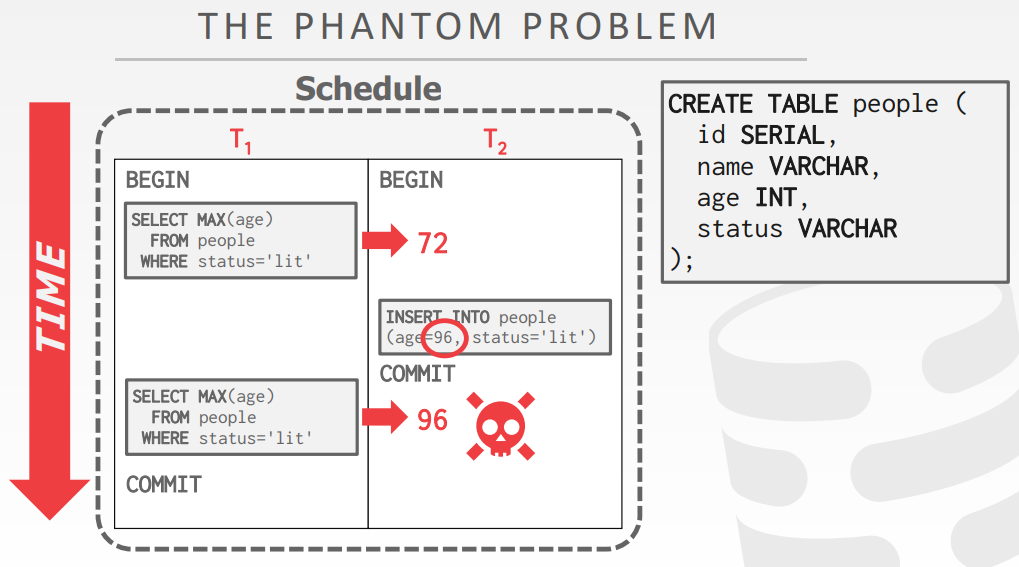 THE PHANTOM PROBLEM
Schedule
TIME
T1
T2
BEGIN
BEGIN
SELECT MAX(age)
FROM people
WHERE status='lit'
72
INSERT INTO people
(age=96, status='lit')
COMMIT
SELECT MAX(age)
FROM people
WHERE status='lit'
96
COMMIT
CREATE TABLE people (
id SERIAL,
name VARCHAR,
age INT,
status VARCHAR
);